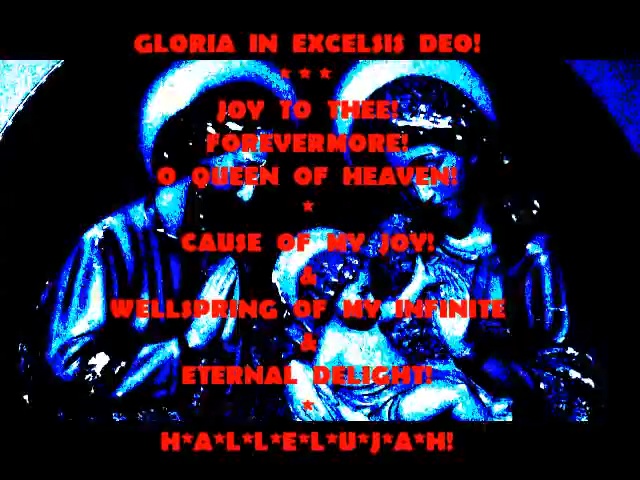 GLORIA IN EXCELSIS DEO!
* * *
JOY TO THEE!
FOREVERMORE!
O QUEEN OF HEAVEN!
*
CAUSE OF MY JOY!
&
WELLSPRING OF MY INFINITE
&
ETERNAL DELIGHT!
*
H*A*L*L*E*L*U*J*A*H!